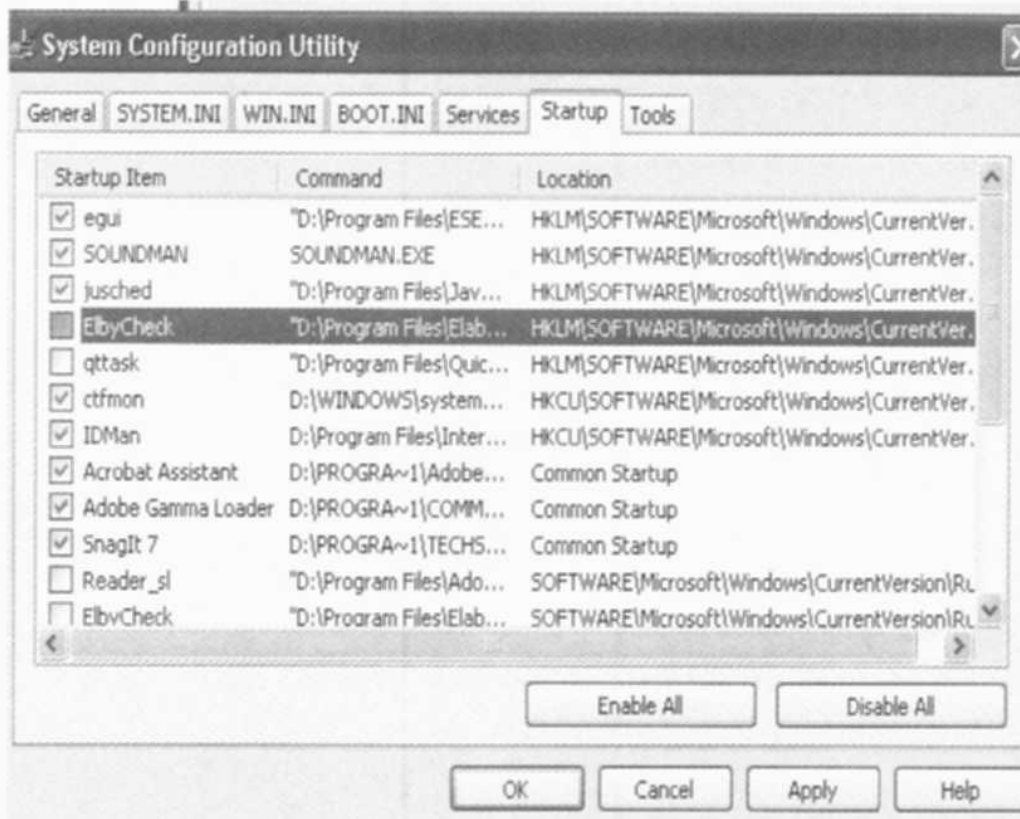 System Configuration Utility
General SYSTEM.INI WIN.INI BOOT.INI Services Startup Tools
Startup Item Command Location
egui "D:\Program Files\ESE... HKLM\SOFTWARE\Microsoft\Windows\CurrentVer.
SOUNDMAN SOUNDMAN.EXE HKLM\SOFTWARE\Microsoft\Windows\CurrentVer.
jusched "D:\Program Files\Jav... HKLM\SOFTWARE\Microsoft\Windows\CurrentVer.
ElbyCheck "D:\Program Files\Elab... HKLM\SOFTWARE\Microsoft\Windows\CurrentVer.
qttask "D:\Program Files\Quic... HKLM\SOFTWARE\Microsoft\Windows\CurrentVer.
ctfmon D:\WINDOWS\system... HKCU\SOFTWARE\Microsoft\Windows\CurrentVer.
IDMan D:\Program Files\Inter... HKCU\SOFTWARE\Microsoft\Windows\CurrentVer.
Acrobat Assistant D:\PROGRA~1\Adobe... Common Startup
Adobe Gamma Loader D:\PROGRA~1\COMM... Common Startup
SnagIt 7 D:\PROGRA~1\TECHS... Common Startup
Reader_sl "D:\Program Files\Ado... SOFTWARE\Microsoft\Windows\CurrentVersion\Ru
ElbyCheck "D:\Program Files\Elab... SOFTWARE\Microsoft\Windows\CurrentVersion\Ru
Enable All Disable All
OK Cancel Apply Help